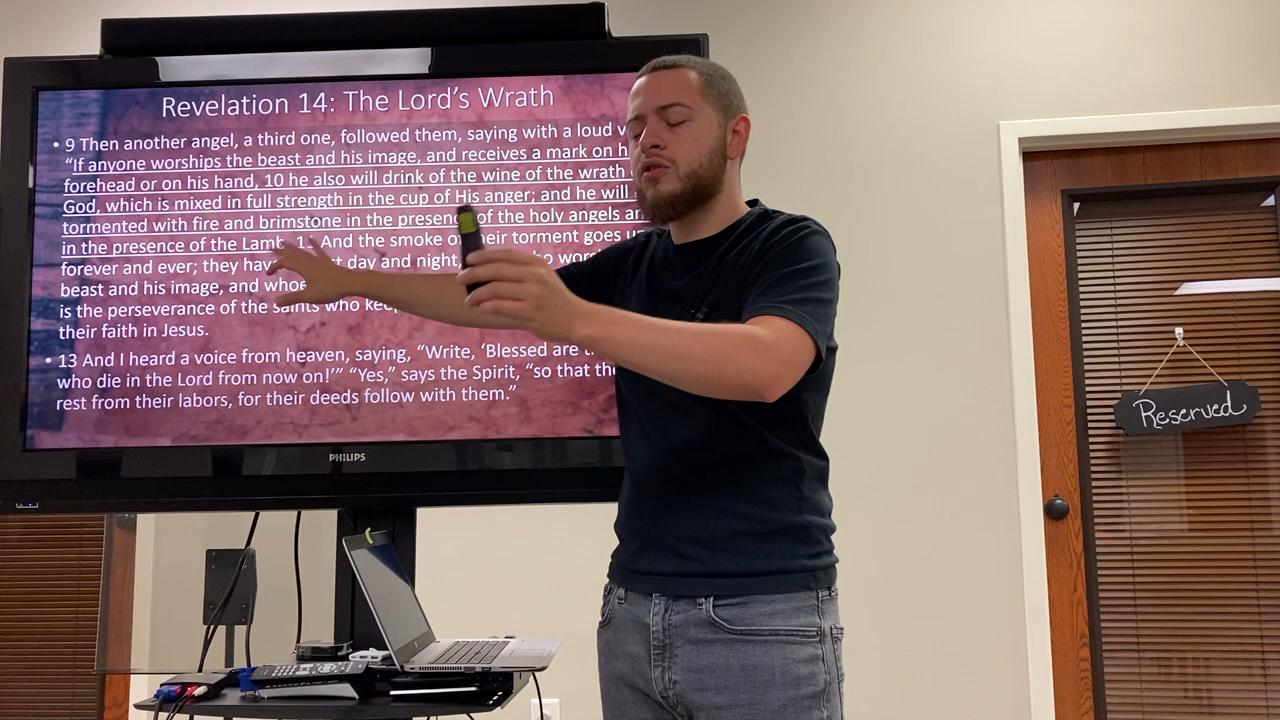 Revelation 14: The Lord's Wrath
• 9 Then another angel, a third one, followed them, saying with a loud
"If anyone worships the beast and his image, and receives a mark on
forehead or on his hand, 10 he also will drink of the wine of the wrath
God, which is mixed in full strength in the cup of His anger; and he will
tormented with fire and brimstone in the presence of the holy angels
in the presence of the Lamb. And the smoke of their torment goes
forever and ever; they day and night,
beast and his image, and
is the perseverance of the saints who
their faith in Jesus.
• 13 And I heard a voice from heaven, saying, "Write, 'Blessed are
who die in the Lord from now on!'" "Yes," says the Spirit, "so that
rest from their labors, for their deeds follow with them."
PHILIPS
Reserved